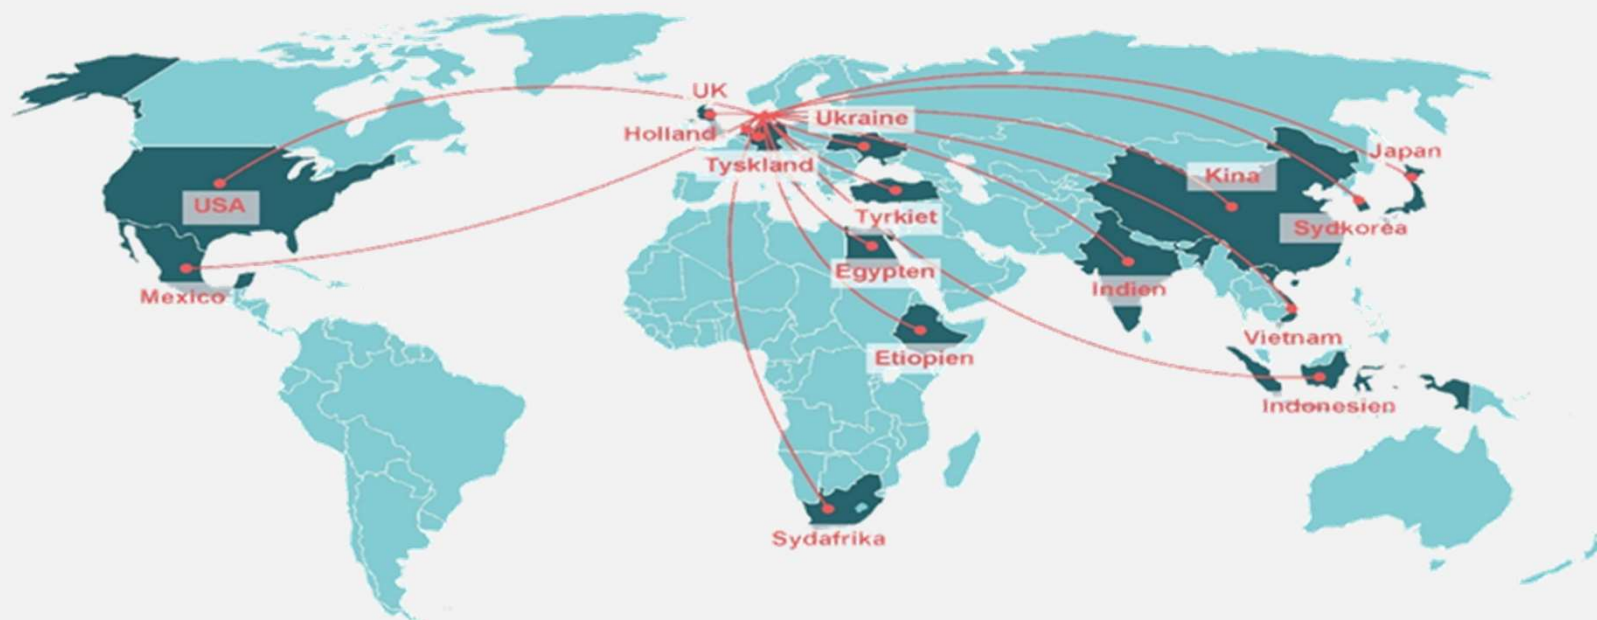 UK
Ukraine
Holland
Tyskland
Japan
Kina
USA
Tyrkiet
Sydkorea
Egypten
Indien
Mexico
Vietnam
Etiopien
Indonesien
Sydafrika